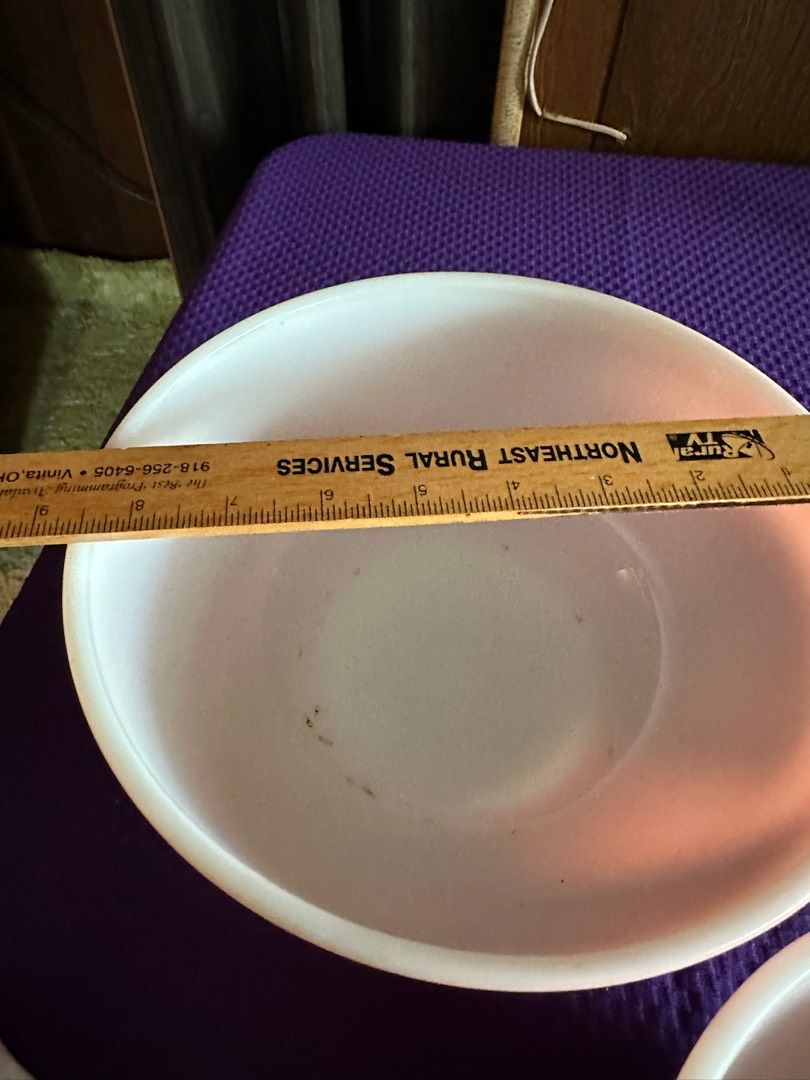 Rural TV NORTHEAST RURAL SERVICES
The Best Programming Available
918-256-6405 • Vinita, OK
1 2 3 4 5 6 7 8 9